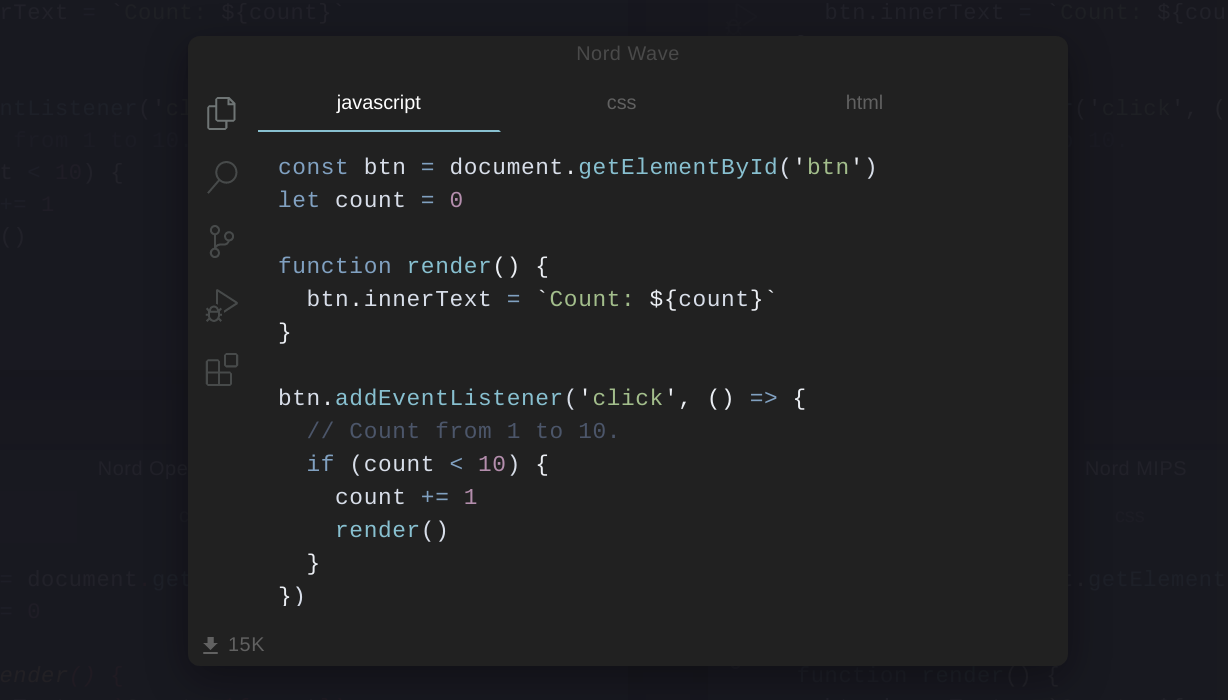 rText = `Count: ${count}`
btn.innerText = `Count: ${cou
Nord Wave
javascript css html
const btn = document.getElementById('btn')
let count = 0
function render() {
  btn.innerText = `Count: ${count}`
}
btn.addEventListener('click', () => {
  // Count from 1 to 10.
  if (count < 10) {
    count += 1
    render()
  }
})
15K
ntListener('cl
from 1 to 10
t < 10) {
+= 1
()
('click', (
Nord Ope
Nord MIPS
css
= document get
= 0
ender() {
.getElement
function render() {